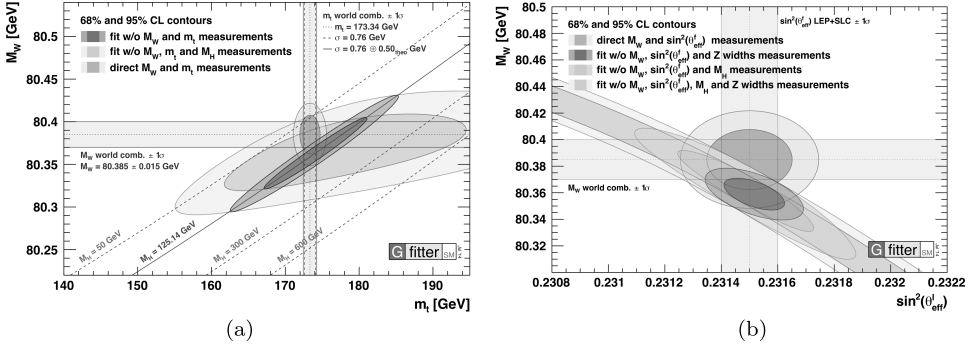 68% and 95% CL contours
fit w/o M_W and m_t measurements
fit w/o M_W, m_t and M_H measurements
direct M_W and m_t measurements
m_t world comb. ± 1σ
m_t = 173.34 GeV
σ = 0.76 GeV
σ = 0.76 ⊕ 0.50_theo GeV
M_W [GeV]
80.5
80.45
80.4
80.35
80.3
80.25
M_W world comb. ± 1σ
M_W = 80.385 ± 0.015 GeV
M_H = 50 GeV
M_H = 125.14 GeV
M_H = 300 GeV
M_H = 600 GeV
G fitter SM
140 150 160 170 180 190
m_t [GeV]
(a)
68% and 95% CL contours
direct M_W and sin²(θ^l_eff) measurements
fit w/o M_W, sin²(θ^l_eff) and Z widths measurements
fit w/o M_W, sin²(θ^l_eff) and M_H measurements
fit w/o M_W, sin²(θ^l_eff), M_H and Z widths measurements
sin²(θ^l_eff) LEP+SLC ± 1σ
M_W [GeV]
80.5
80.48
80.46
80.44
80.42
80.4
80.38
80.36
80.34
80.32
M_W world comb. ± 1σ
G fitter SM
0.2308 0.231 0.2312 0.2314 0.2316 0.2318 0.232 0.2322
sin²(θ^l_eff)
(b)